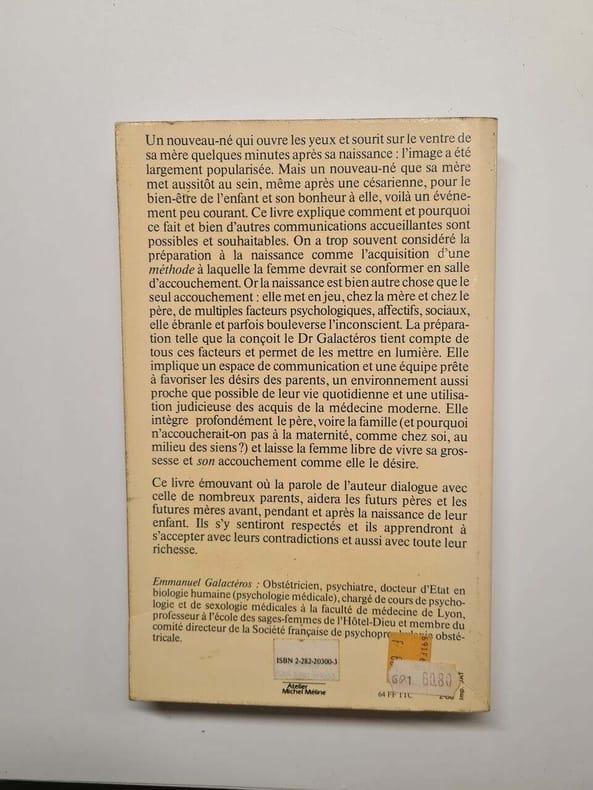 Un nouveau-né qui ouvre les yeux et sourit sur le ventre de
sa mère quelques minutes après sa naissance : l'image a été
largement popularisée. Mais un nouveau-né que sa mère
met aussitôt au sein, même après une césarienne, pour le
bien-être de l'enfant et son bonheur à elle, voilà un événe-
ment peu courant. Ce livre explique comment et pourquoi
ce fait et bien d'autres communications accueillantes sont
possibles et souhaitables. On a trop souvent considéré la
préparation à la naissance comme l'acquisition d'une
méthode à laquelle la femme devrait se conformer en salle
d'accouchement. Or la naissance est bien autre chose que le
seul accouchement : elle met en jeu, chez la mère et chez le
père, de multiples facteurs psychologiques, affectifs, sociaux,
elle ébranle et parfois bouleverse l'inconscient. La prépara-
tion telle que la conçoit le Dr Galactéros tient compte de
tous ces facteurs et permet de les mettre en lumière. Elle
implique un espace de communication et une équipe prête
à favoriser les désirs des parents, un environnement aussi
proche que possible de leur vie quotidienne et une utilisa-
tion judicieuse des acquis de la médecine moderne. Elle
intègre profondément le père, voire la famille (et pourquoi
n'accoucherait-on pas à la maternité, comme chez soi, au
milieu des siens ?) et laisse la femme libre de vivre sa gros-
sesse et son accouchement comme elle le désire.
Ce livre émouvant où la parole de l'auteur dialogue avec
celle de nombreux parents, aidera les futurs pères et les
futures mères avant, pendant et après la naissance de leur
enfant. Ils s'y sentiront respectés et ils apprendront à
s'accepter avec leurs contradictions et aussi avec toute leur
richesse.
Emmanuel Galactéros : Obstétricien, psychiatre, docteur d'Etat en
biologie humaine (psychologie médicale), chargé de cours de psycho-
logie et de sexologie médicales à la faculté de médecine de Lyon,
professeur à l'école des sages-femmes de l'Hôtel-Dieu et membre du
comité directeur de la Société française de obsté-
tricale.
ISBN 2-282-20300-3
Atelier
Michel Méline
691 60.80
64 FF TTC